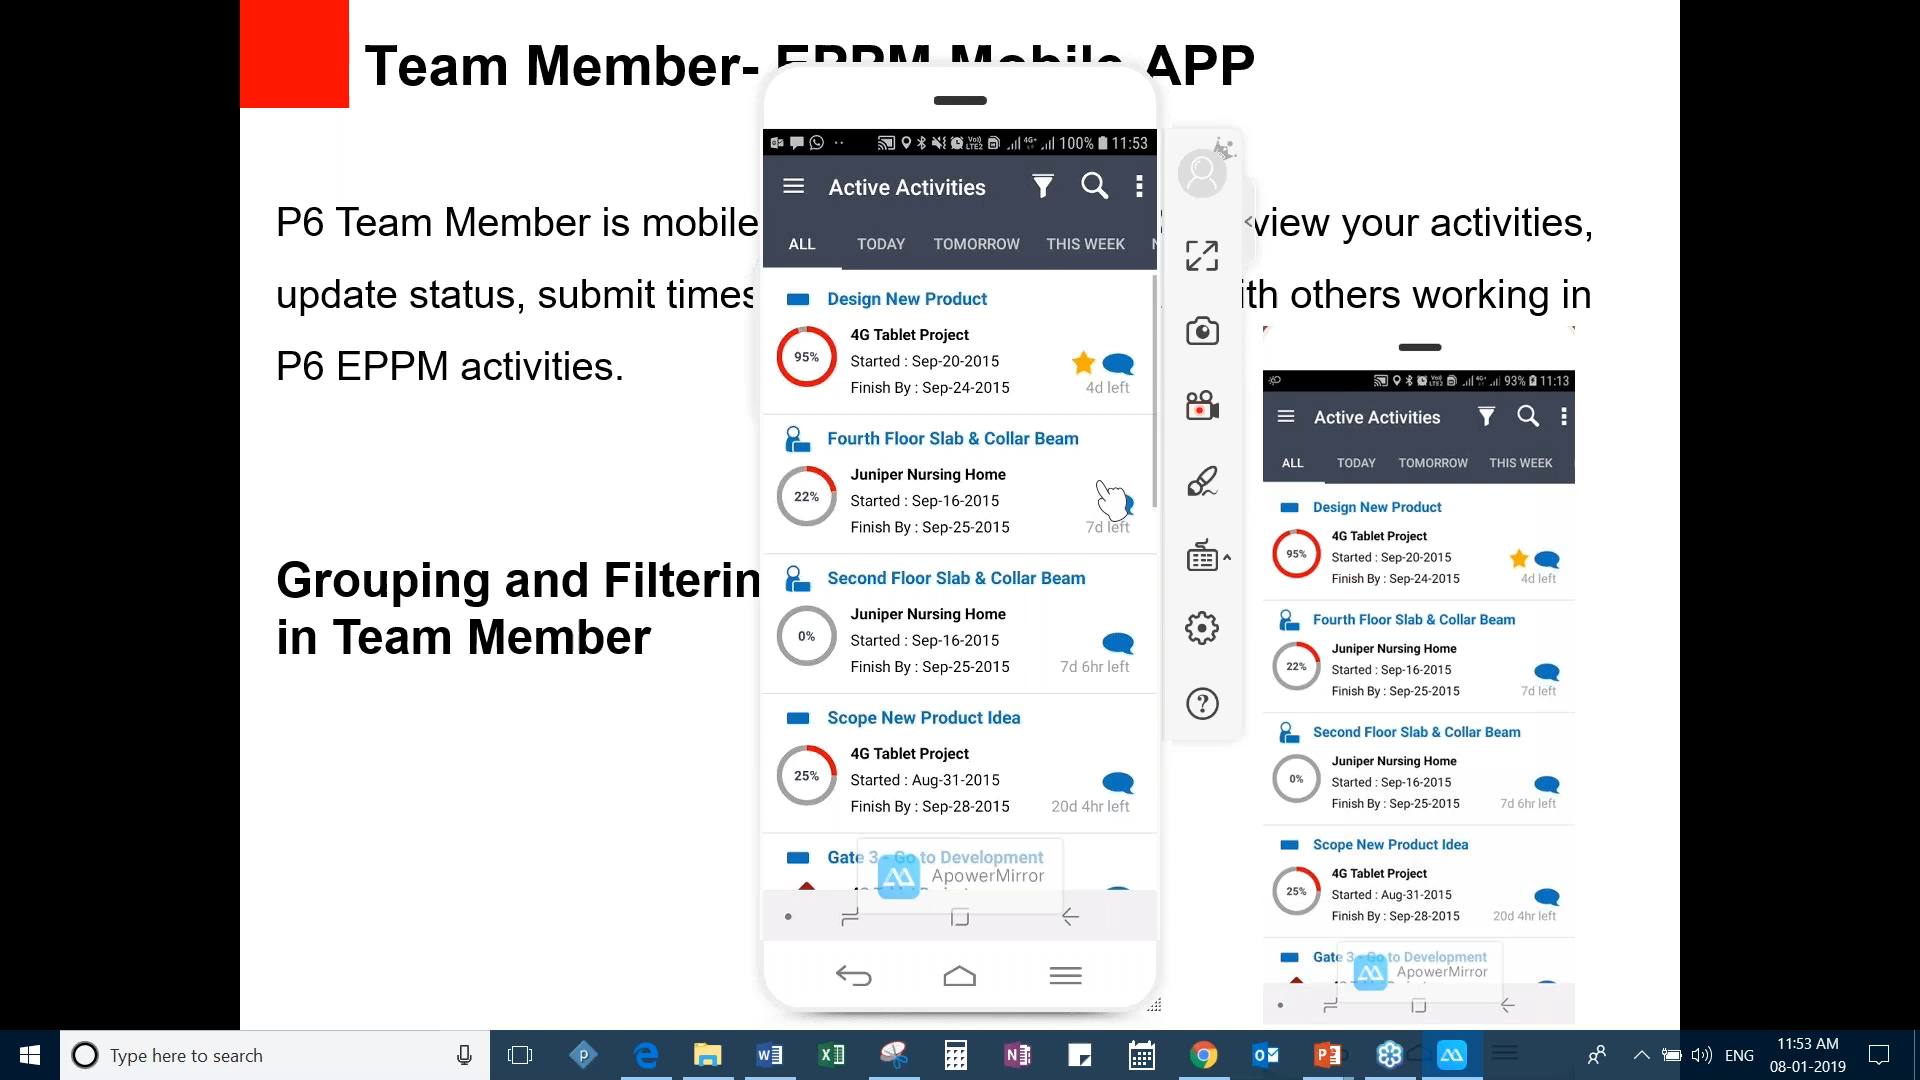 Team Member- EPPM Mobile APP
P6 Team Member is mobile
view your activities,
update status, submit times
ith others working in
P6 EPPM activities.
Grouping and Filterin
in Team Member
100% 11:53
Active Activities
ALL TODAY TOMORROW THIS WEEK
Design New Product
95%
4G Tablet Project
Started : Sep-20-2015
Finish By : Sep-24-2015
4d left
Fourth Floor Slab & Collar Beam
22%
Juniper Nursing Home
Started : Sep-16-2015
Finish By : Sep-25-2015
7d left
Second Floor Slab & Collar Beam
0%
Juniper Nursing Home
Started : Sep-16-2015
Finish By : Sep-25-2015
7d 6hr left
Scope New Product Idea
25%
4G Tablet Project
Started : Aug-31-2015
Finish By : Sep-28-2015
20d 4hr left
Gate 3 - Go to Development
ApowerMirror
93% 11:13
Active Activities
ALL TODAY TOMORROW THIS WEEK
Design New Product
95%
4G Tablet Project
Started : Sep-20-2015
Finish By : Sep-24-2015
4d left
Fourth Floor Slab & Collar Beam
22%
Juniper Nursing Home
Started : Sep-16-2015
Finish By : Sep-25-2015
7d left
Second Floor Slab & Collar Beam
0%
Juniper Nursing Home
Started : Sep-16-2015
Finish By : Sep-25-2015
7d 6hr left
Scope New Product Idea
25%
4G Tablet Project
Started : Aug-31-2015
Finish By : Sep-28-2015
20d 4hr left
Gate 3 - Go to Development
ApowerMirror
Type here to search
ENG
11:53 AM
08-01-2019